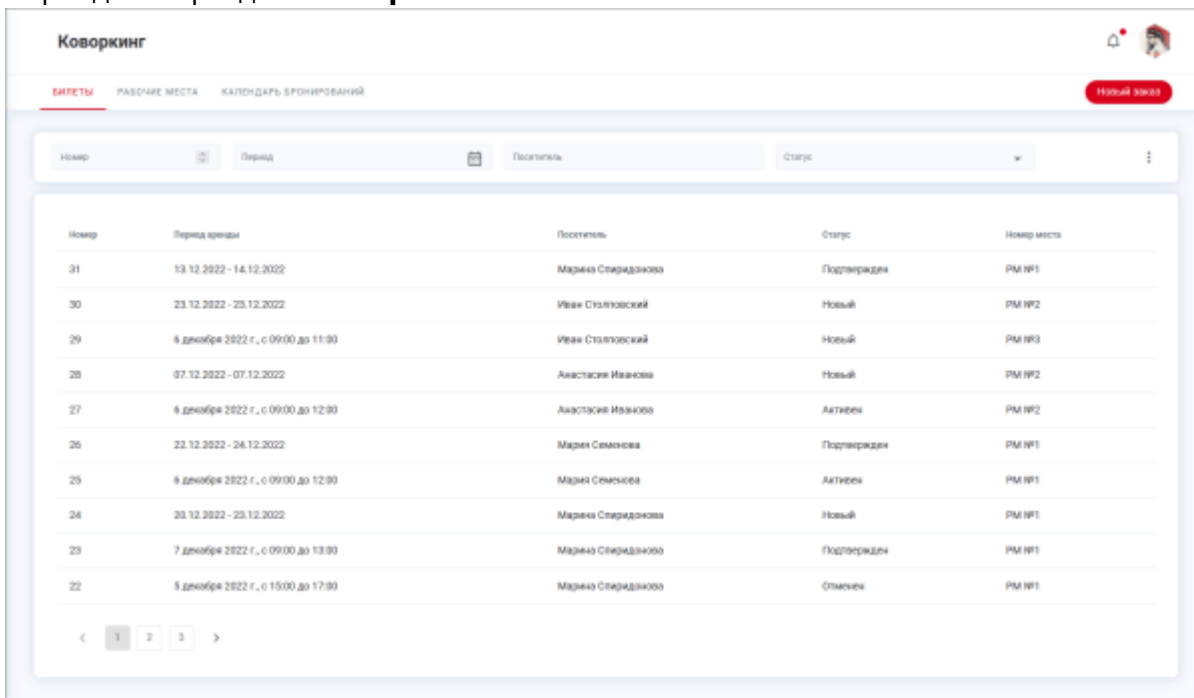 Коворкинг
БИЛЕТЫ РАБОЧИЕ МЕСТА КАЛЕНДАРЬ БРОНИРОВАНИЙ Новый заказ
Номер Период Посетитель Статус
Номер Период аренды Посетитель Статус Номер места
31 13.12.2022 - 14.12.2022 Марина Спиридонова Подтвержден РМ №1
30 23.12.2022 - 25.12.2022 Иван Столповский Новый РМ №2
29 6 декабря 2022 г., с 09:00 до 11:00 Иван Столповский Новый РМ №3
28 07.12.2022 - 07.12.2022 Анастасия Иванова Новый РМ №2
27 6 декабря 2022 г., с 09:00 до 12:00 Анастасия Иванова Активен РМ №2
26 22.12.2022 - 24.12.2022 Мария Семенова Подтвержден РМ №1
25 6 декабря 2022 г., с 09:00 до 12:00 Мария Семенова Активен РМ №1
24 20.12.2022 - 23.12.2022 Марина Спиридонова Новый РМ №1
23 7 декабря 2022 г., с 09:00 до 13:00 Марина Спиридонова Подтвержден РМ №1
22 5 декабря 2022 г., с 15:00 до 17:00 Марина Спиридонова Отменен РМ №1
< 1 2 3 >